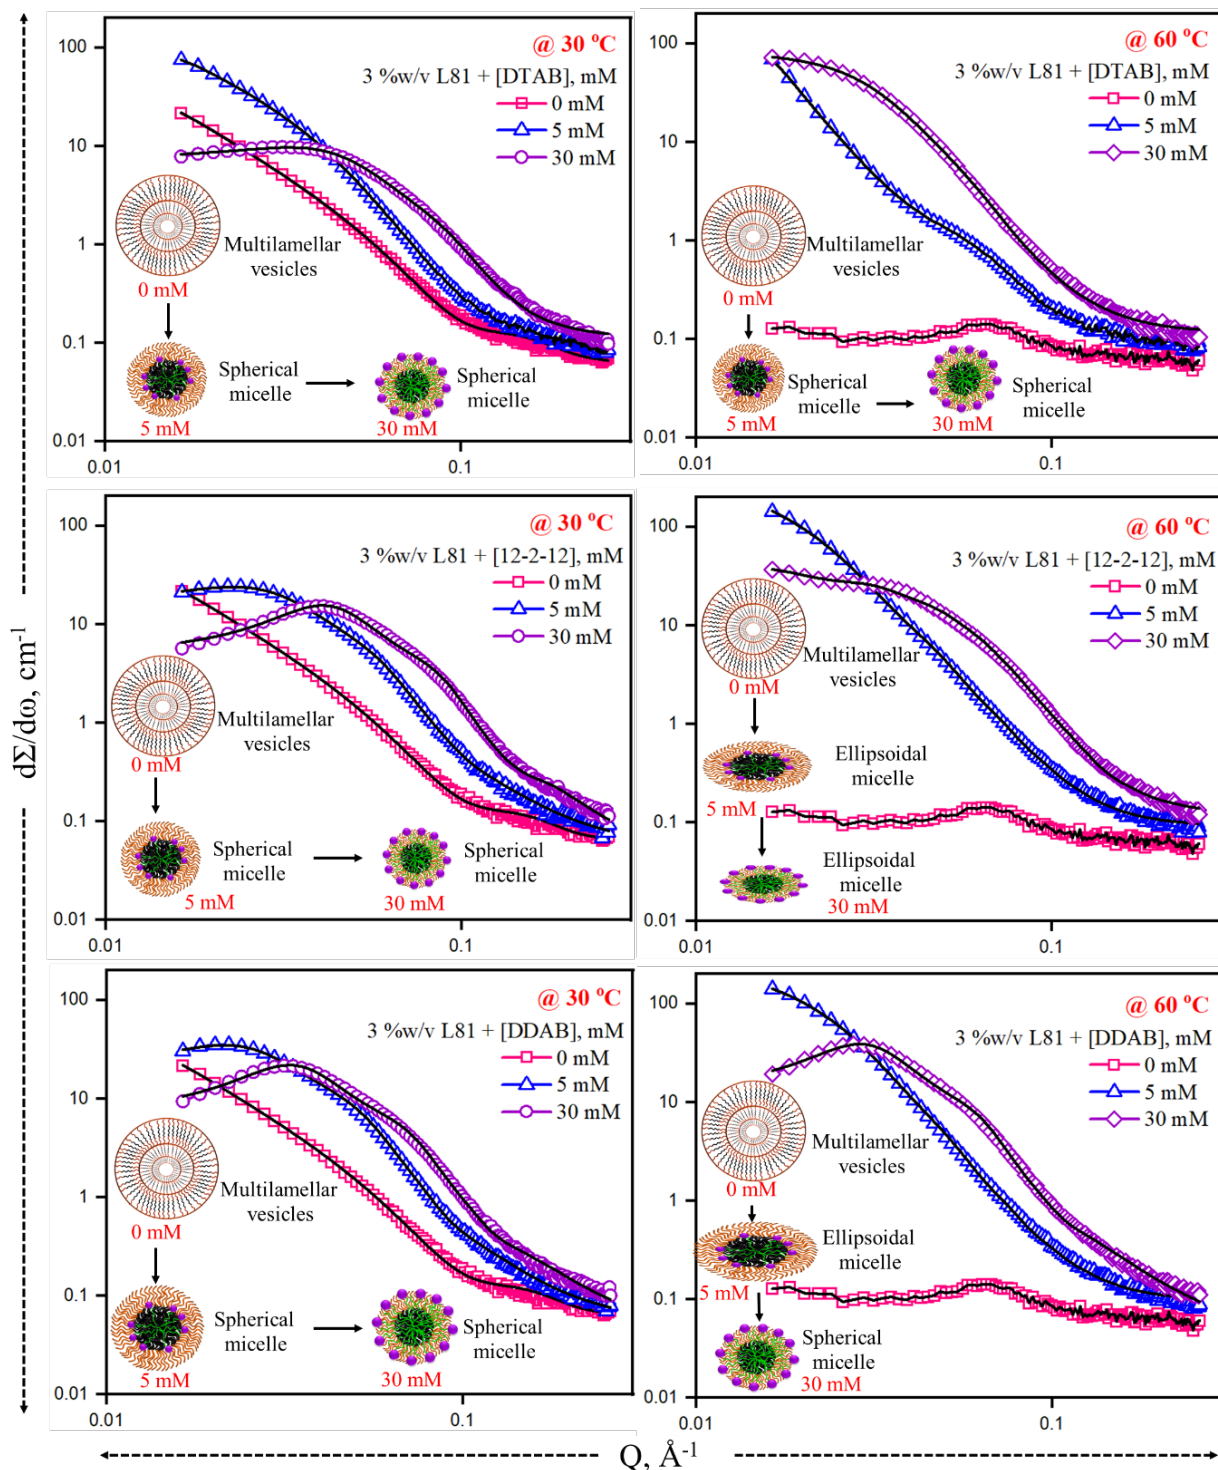 dΣ/dω, cm⁻¹
@ 30 °C
3 %w/v L81 + [DTAB], mM
0 mM
5 mM
30 mM
100
10
1
0.1
0.01
0.01
0.1
Multilamellar
vesicles
0 mM
Spherical
micelle
5 mM
Spherical
micelle
30 mM
@ 60 °C
3 %w/v L81 + [DTAB], mM
0 mM
5 mM
30 mM
100
10
1
0.1
0.01
0.01
0.1
Multilamellar
vesicles
0 mM
Spherical
micelle
5 mM
Spherical
micelle
30 mM
@ 30 °C
3 %w/v L81 + [12-2-12], mM
0 mM
5 mM
30 mM
100
10
1
0.1
0.01
0.01
0.1
Multilamellar
vesicles
0 mM
Spherical
micelle
5 mM
Spherical
micelle
30 mM
@ 60 °C
3 %w/v L81 + [12-2-12], mM
0 mM
5 mM
30 mM
100
10
1
0.1
0.01
0.01
0.1
Multilamellar
vesicles
0 mM
Ellipsoidal
micelle
5 mM
Ellipsoidal
micelle
30 mM
@ 30 °C
3 %w/v L81 + [DDAB], mM
0 mM
5 mM
30 mM
100
10
1
0.1
0.01
0.01
0.1
Multilamellar
vesicles
0 mM
Spherical
micelle
5 mM
Spherical
micelle
30 mM
@ 60 °C
3 %w/v L81 + [DDAB], mM
0 mM
5 mM
30 mM
100
10
1
0.1
0.01
0.01
0.1
Multilamellar
vesicles
0 mM
Ellipsoidal
micelle
5 mM
Spherical
micelle
30 mM
Q, Å⁻¹